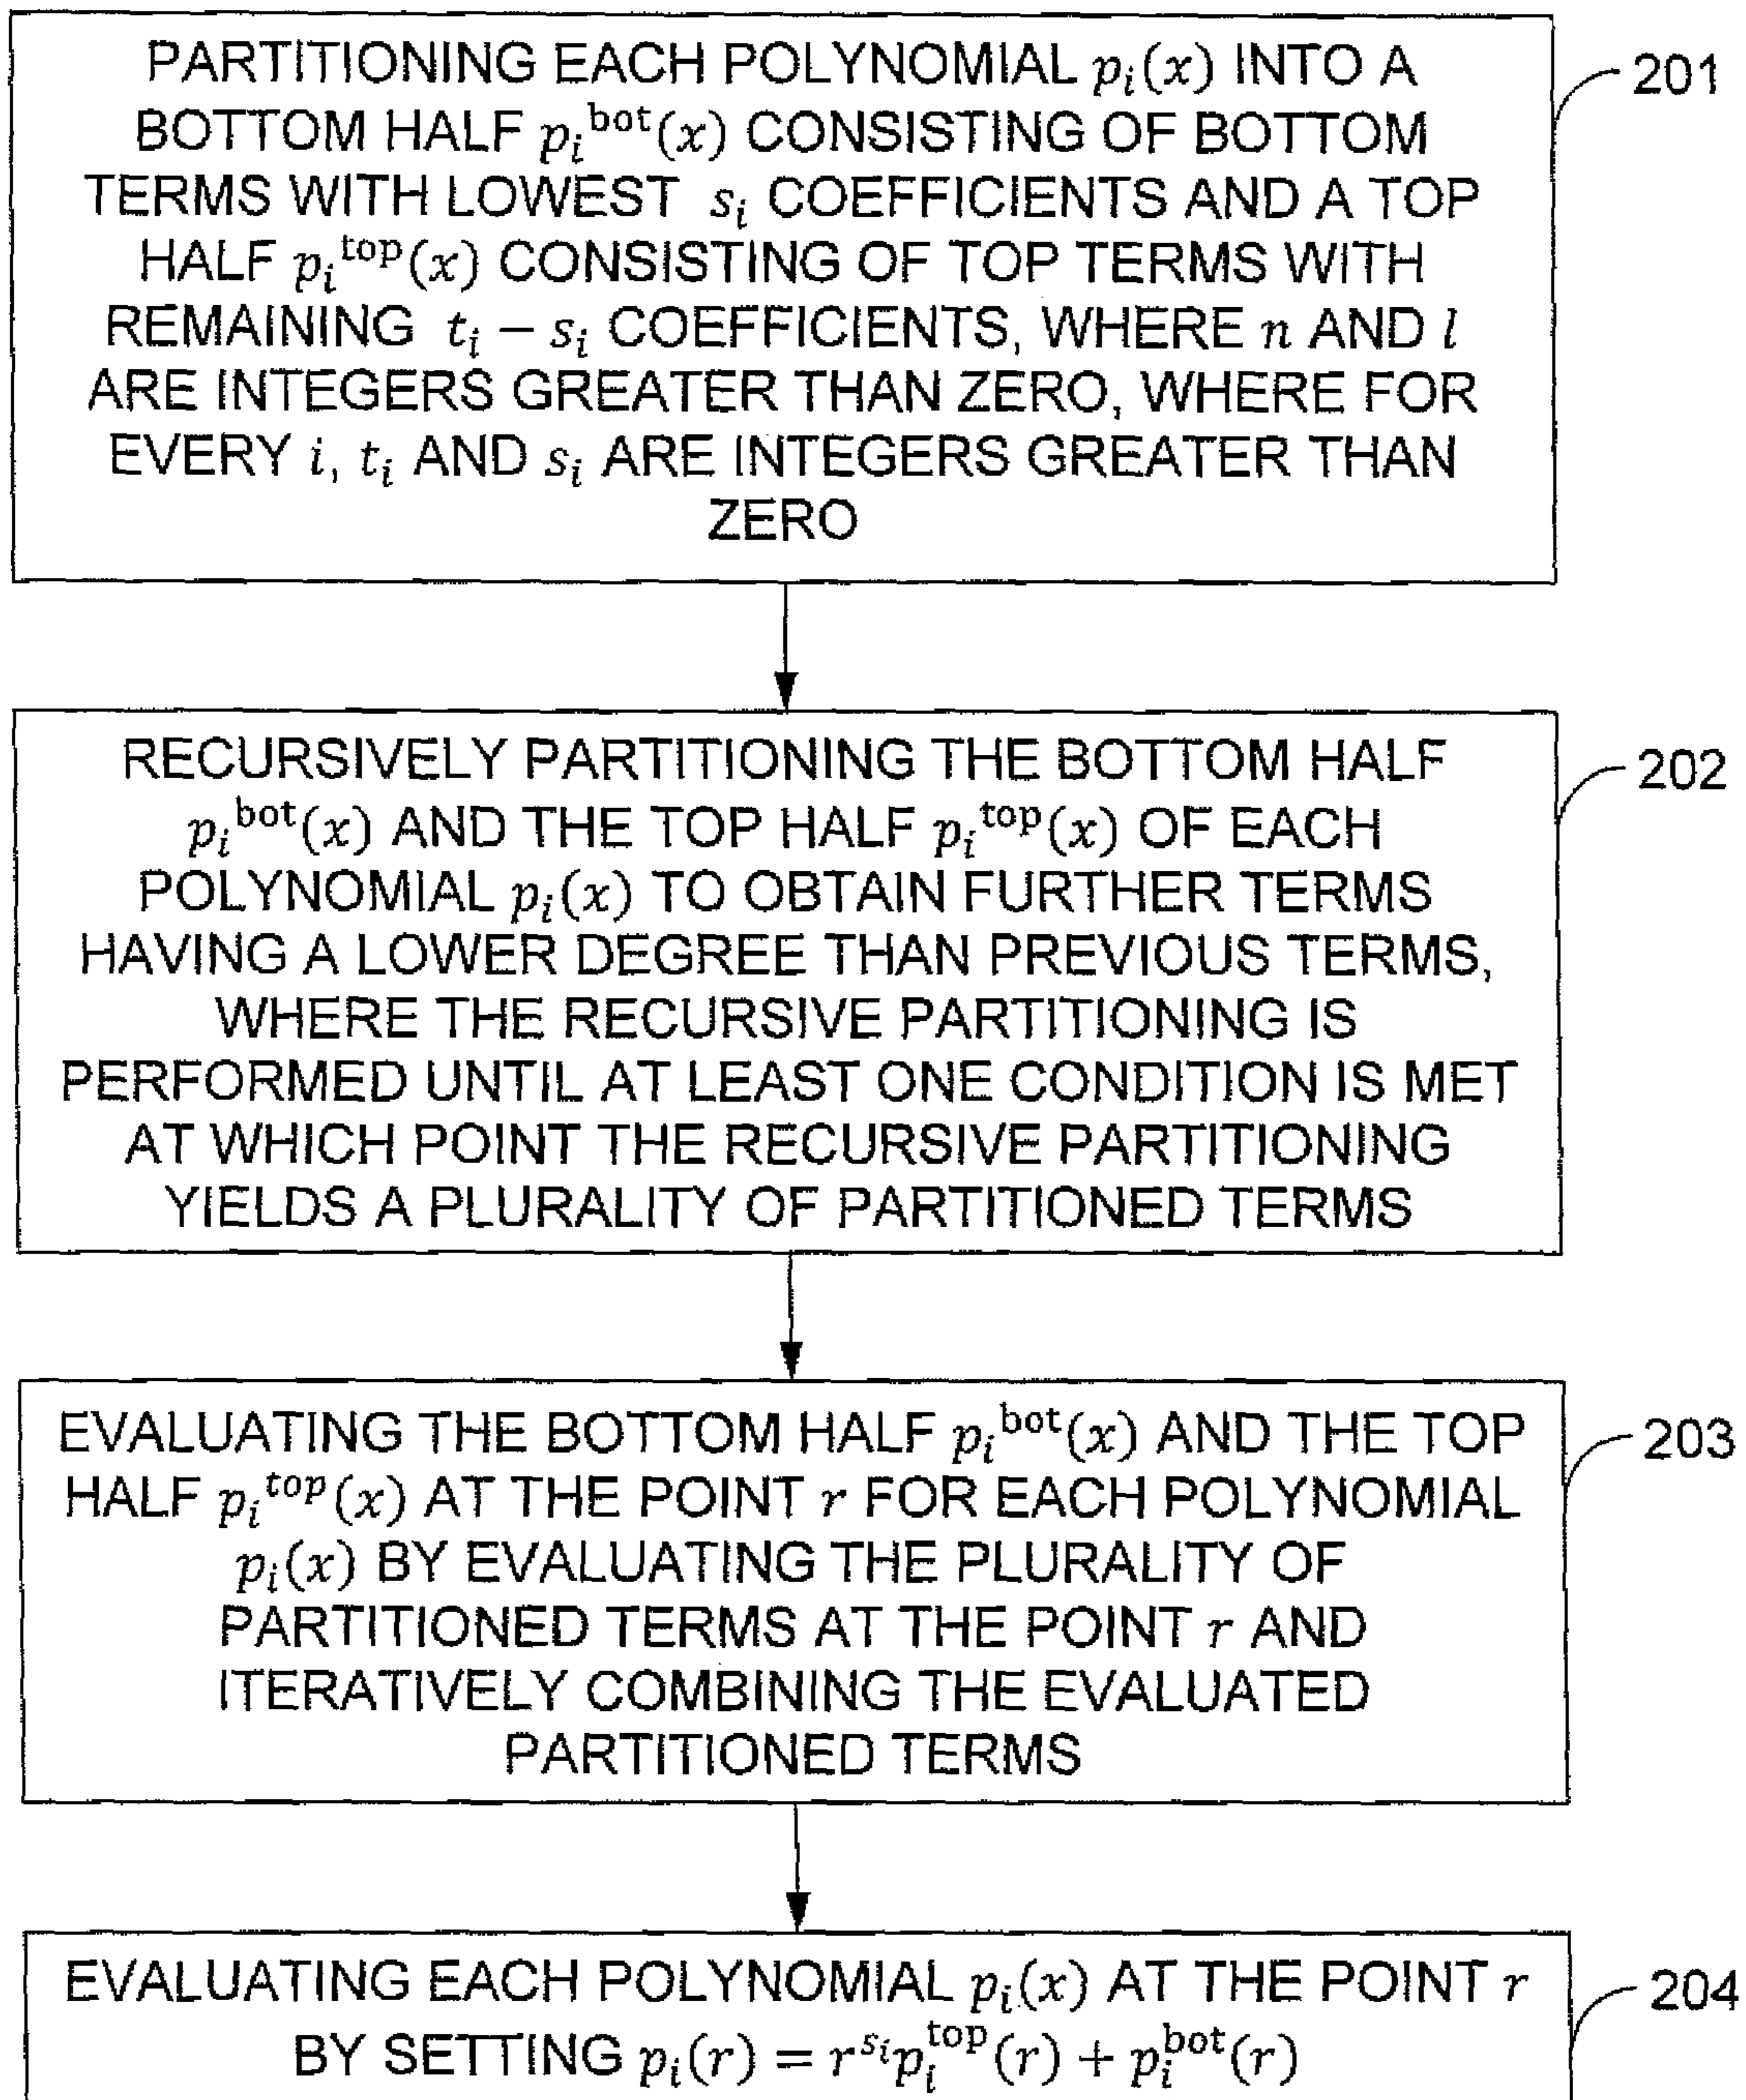 PARTITIONING EACH POLYNOMIAL pᵢ(x) INTO A
BOTTOM HALF pᵢᵇᵒᵗ(x) CONSISTING OF BOTTOM
TERMS WITH LOWEST sᵢ COEFFICIENTS AND A TOP
HALF pᵢᵗᵒᵖ(x) CONSISTING OF TOP TERMS WITH
REMAINING tᵢ − sᵢ COEFFICIENTS, WHERE n AND l
ARE INTEGERS GREATER THAN ZERO, WHERE FOR
EVERY i, tᵢ AND sᵢ ARE INTEGERS GREATER THAN
ZERO
201
RECURSIVELY PARTITIONING THE BOTTOM HALF
pᵢᵇᵒᵗ(x) AND THE TOP HALF pᵢᵗᵒᵖ(x) OF EACH
POLYNOMIAL pᵢ(x) TO OBTAIN FURTHER TERMS
HAVING A LOWER DEGREE THAN PREVIOUS TERMS,
WHERE THE RECURSIVE PARTITIONING IS
PERFORMED UNTIL AT LEAST ONE CONDITION IS MET
AT WHICH POINT THE RECURSIVE PARTITIONING
YIELDS A PLURALITY OF PARTITIONED TERMS
202
EVALUATING THE BOTTOM HALF pᵢᵇᵒᵗ(x) AND THE TOP
HALF pᵢᵗᵒᵖ(x) AT THE POINT r FOR EACH POLYNOMIAL
pᵢ(x) BY EVALUATING THE PLURALITY OF
PARTITIONED TERMS AT THE POINT r AND
ITERATIVELY COMBINING THE EVALUATED
PARTITIONED TERMS
203
EVALUATING EACH POLYNOMIAL pᵢ(x) AT THE POINT r
BY SETTING pᵢ(r) = r^{sᵢ}pᵢᵗᵒᵖ(r) + pᵢᵇᵒᵗ(r)
204